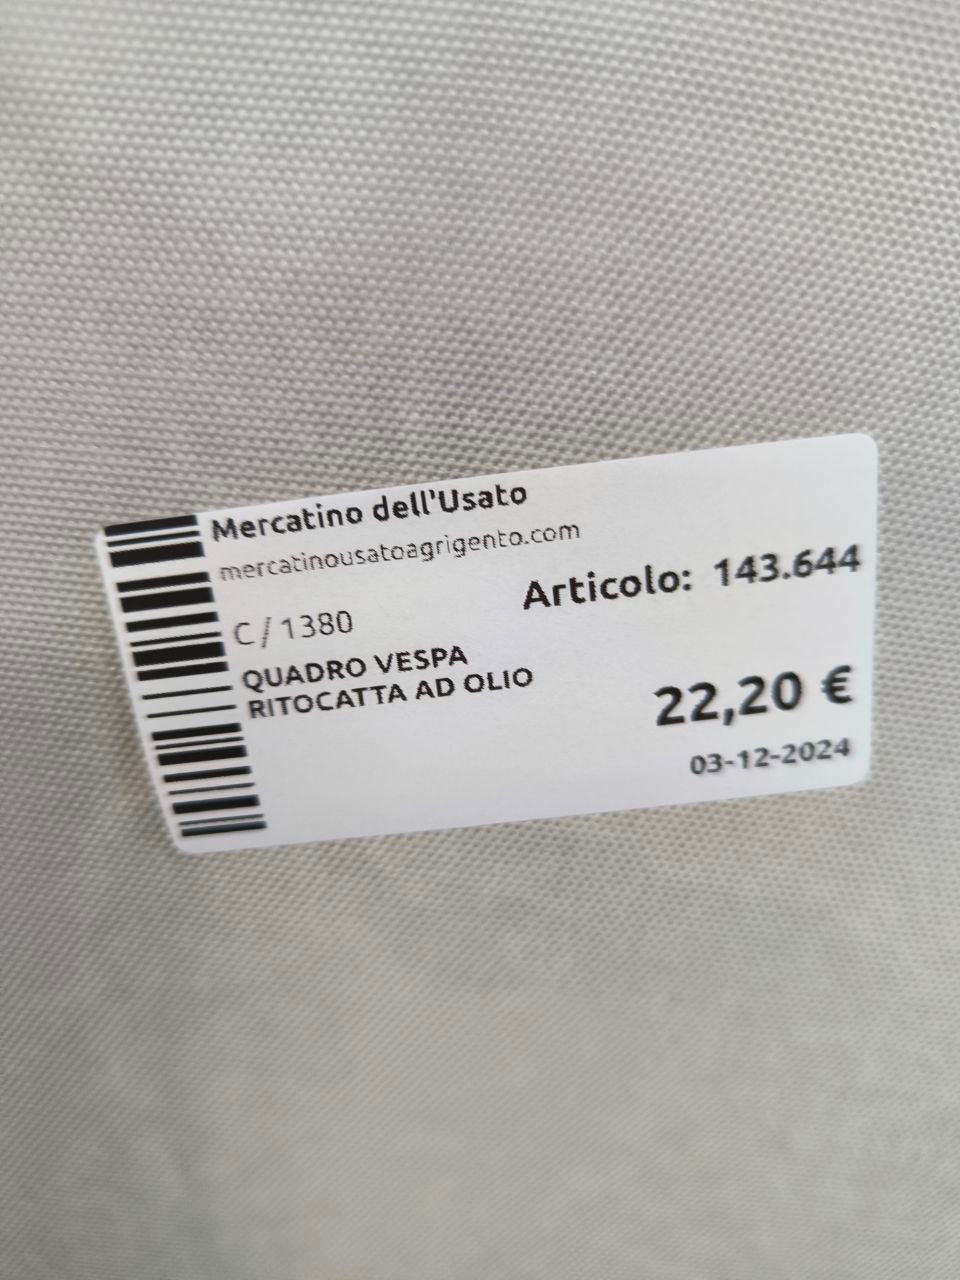 Mercatino dell'Usato
mercatinousatoagrigento.com
Articolo: 143.644
C / 1380
QUADRO VESPA
RITOCATTA AD OLIO
22,20 €
03-12-2024